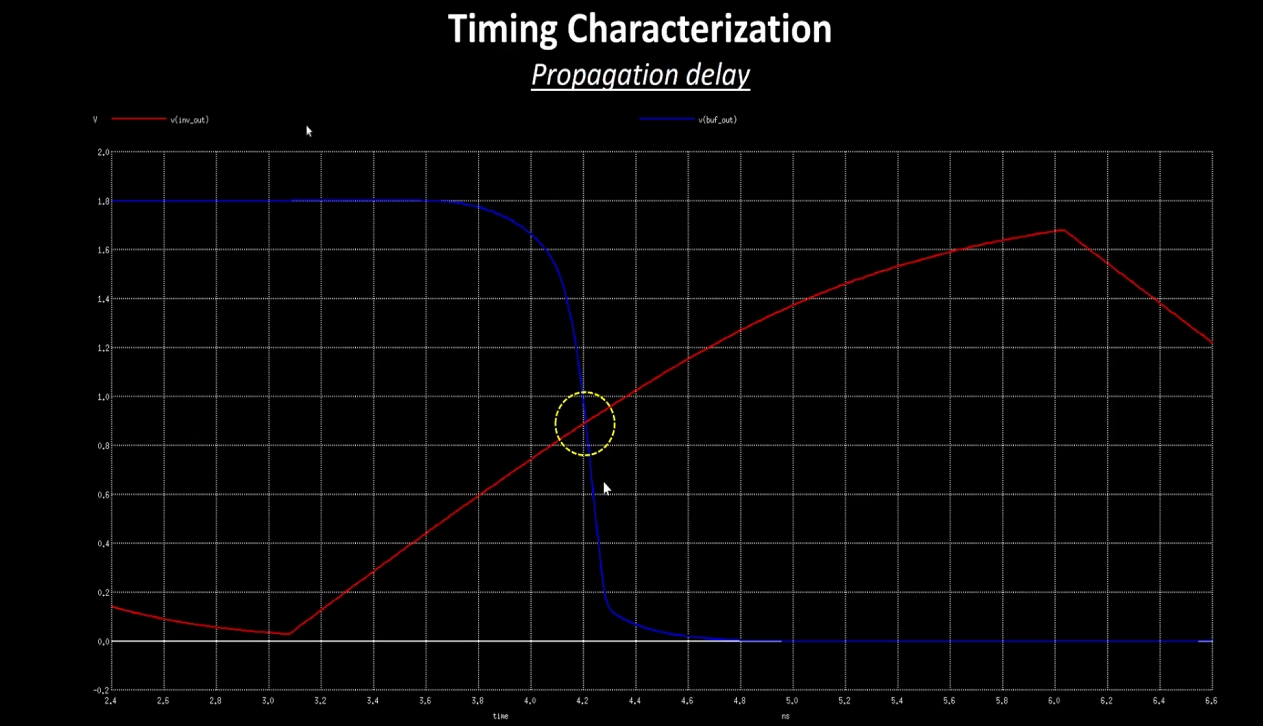 Timing Characterization
Propagation delay
V v(inv_out) v(buf_out)
2.0
1.8
1.6
1.4
1.2
1.0
0.8
0.6
0.4
0.2
0.0
-0.2
2.4 2.6 2.8 3.0 3.2 3.4 3.6 3.8 4.0 4.2 4.4 4.6 4.8 5.0 5.2 5.4 5.6 5.8 6.0 6.2 6.4 6.6
time ns